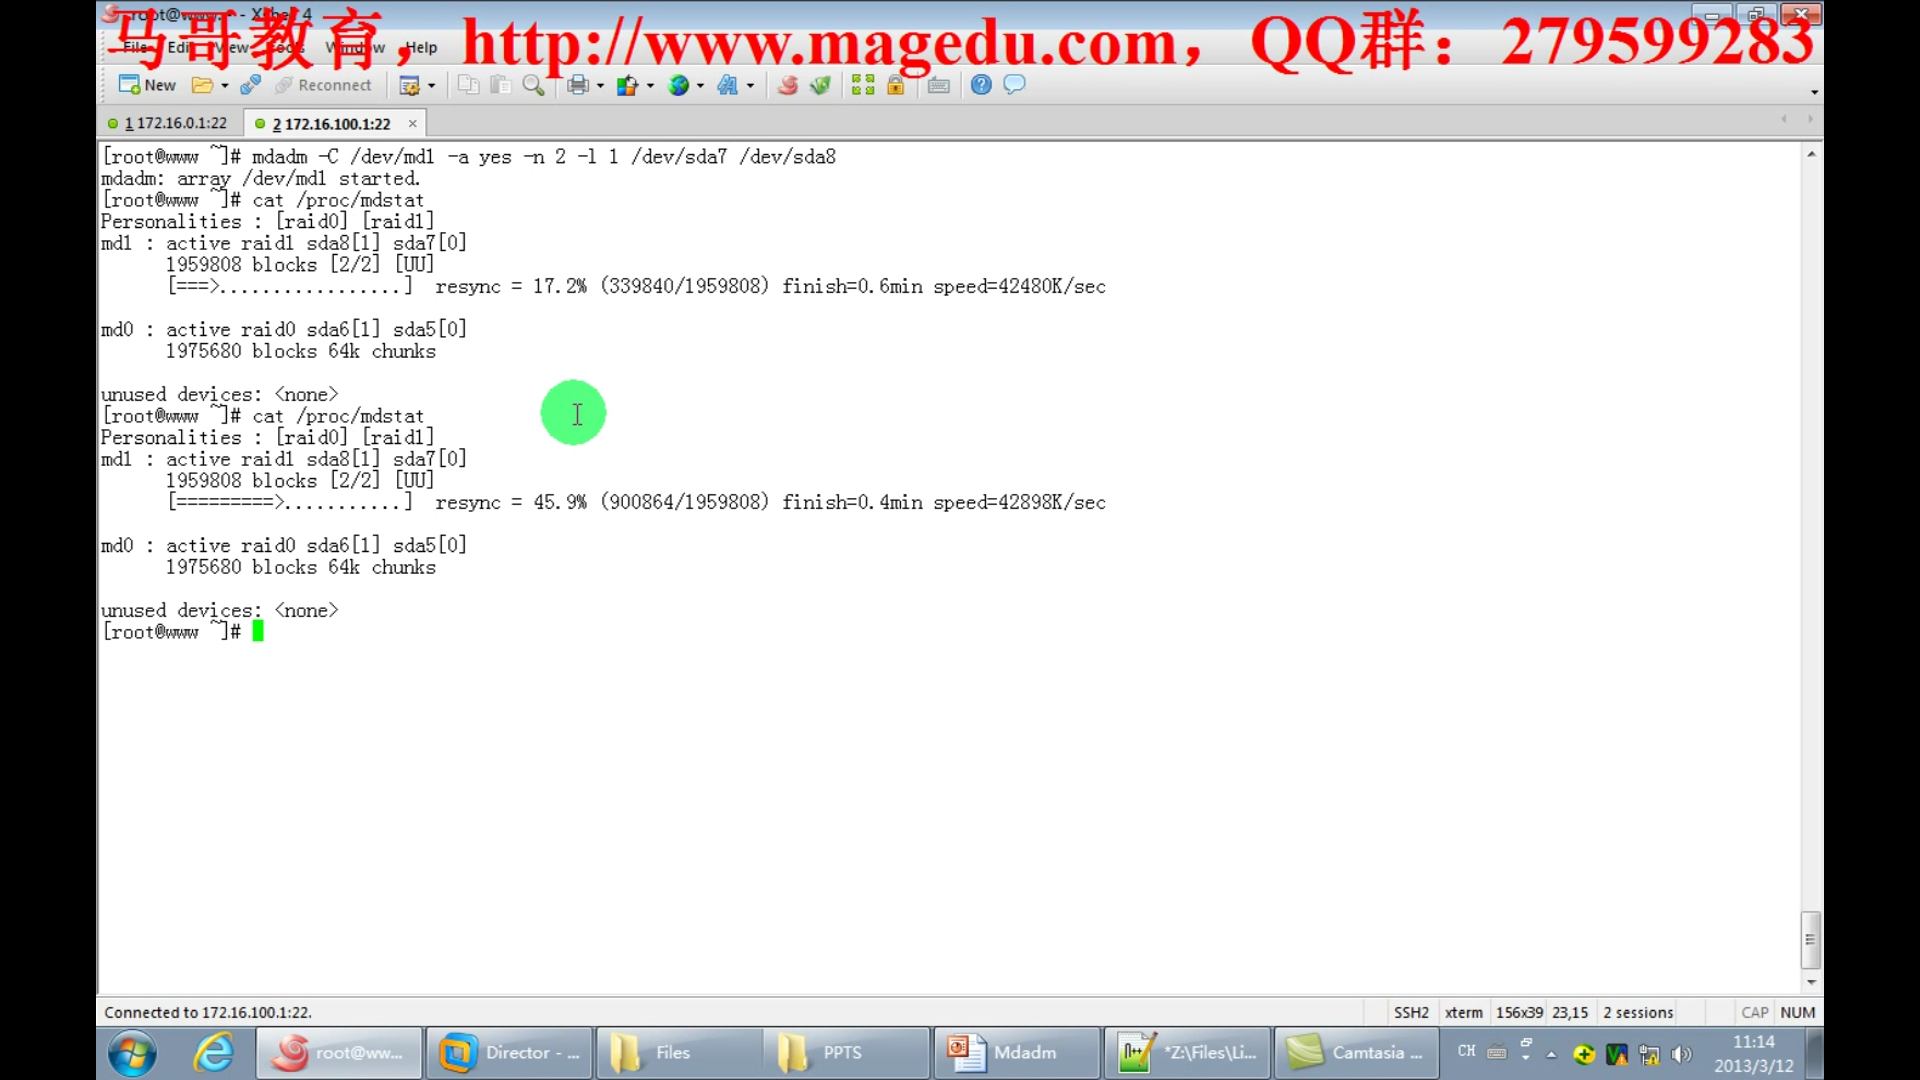 马哥教育，http://www.magedu.com，QQ群：279599283
File Edit View Tools Window Help
New Reconnect
1 172.16.0.1:22 2 172.16.100.1:22
[root@www ~]# mdadm -C /dev/md1 -a yes -n 2 -l 1 /dev/sda7 /dev/sda8
mdadm: array /dev/md1 started.
[root@www ~]# cat /proc/mdstat
Personalities : [raid0] [raid1]
md1 : active raid1 sda8[1] sda7[0]
1959808 blocks [2/2] [UU]
[===>.................] resync = 17.2% (339840/1959808) finish=0.6min speed=42480K/sec
md0 : active raid0 sda6[1] sda5[0]
1975680 blocks 64k chunks
unused devices: <none>
[root@www ~]# cat /proc/mdstat
Personalities : [raid0] [raid1]
md1 : active raid1 sda8[1] sda7[0]
1959808 blocks [2/2] [UU]
[=========>...........] resync = 45.9% (900864/1959808) finish=0.4min speed=42898K/sec
md0 : active raid0 sda6[1] sda5[0]
1975680 blocks 64k chunks
unused devices: <none>
[root@www ~]#
Connected to 172.16.100.1:22. SSH2 xterm 156x39 23,15 2 sessions CAP NUM
root@ww... Director - ... Files PPTS Mdadm *Z:\Files\Li... Camtasia ... CH 11:14
2013/3/12